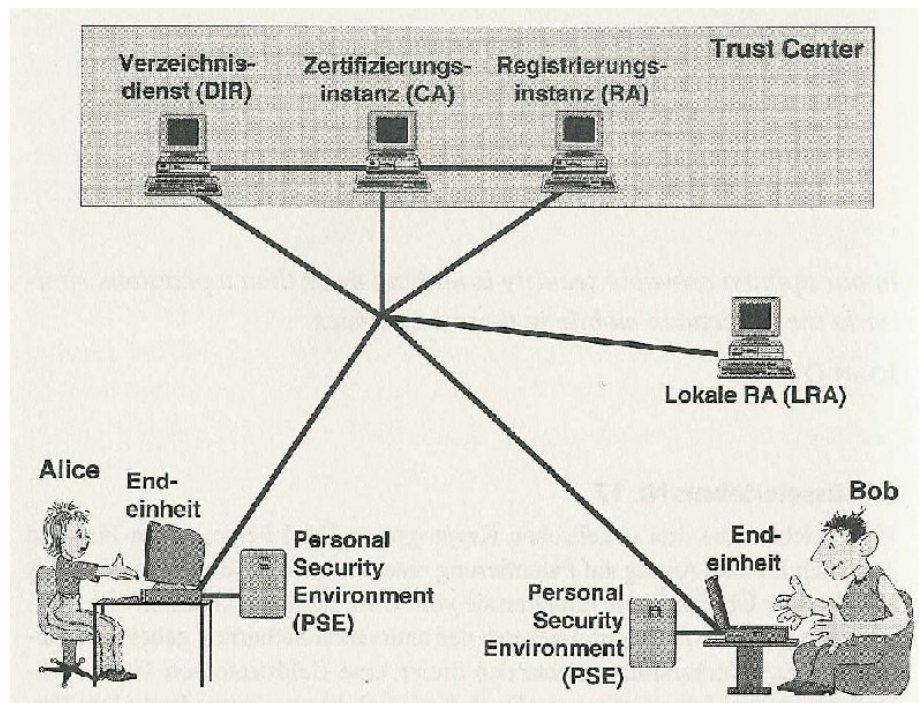 Trust Center
Verzeichnis-
dienst (DIR)
Zertifizierungs-
instanz (CA)
Registrierungs-
instanz (RA)
Lokale RA (LRA)
Alice
End-
einheit
Personal
Security
Environment
(PSE)
Bob
End-
einheit
Personal
Security
Environment
(PSE)